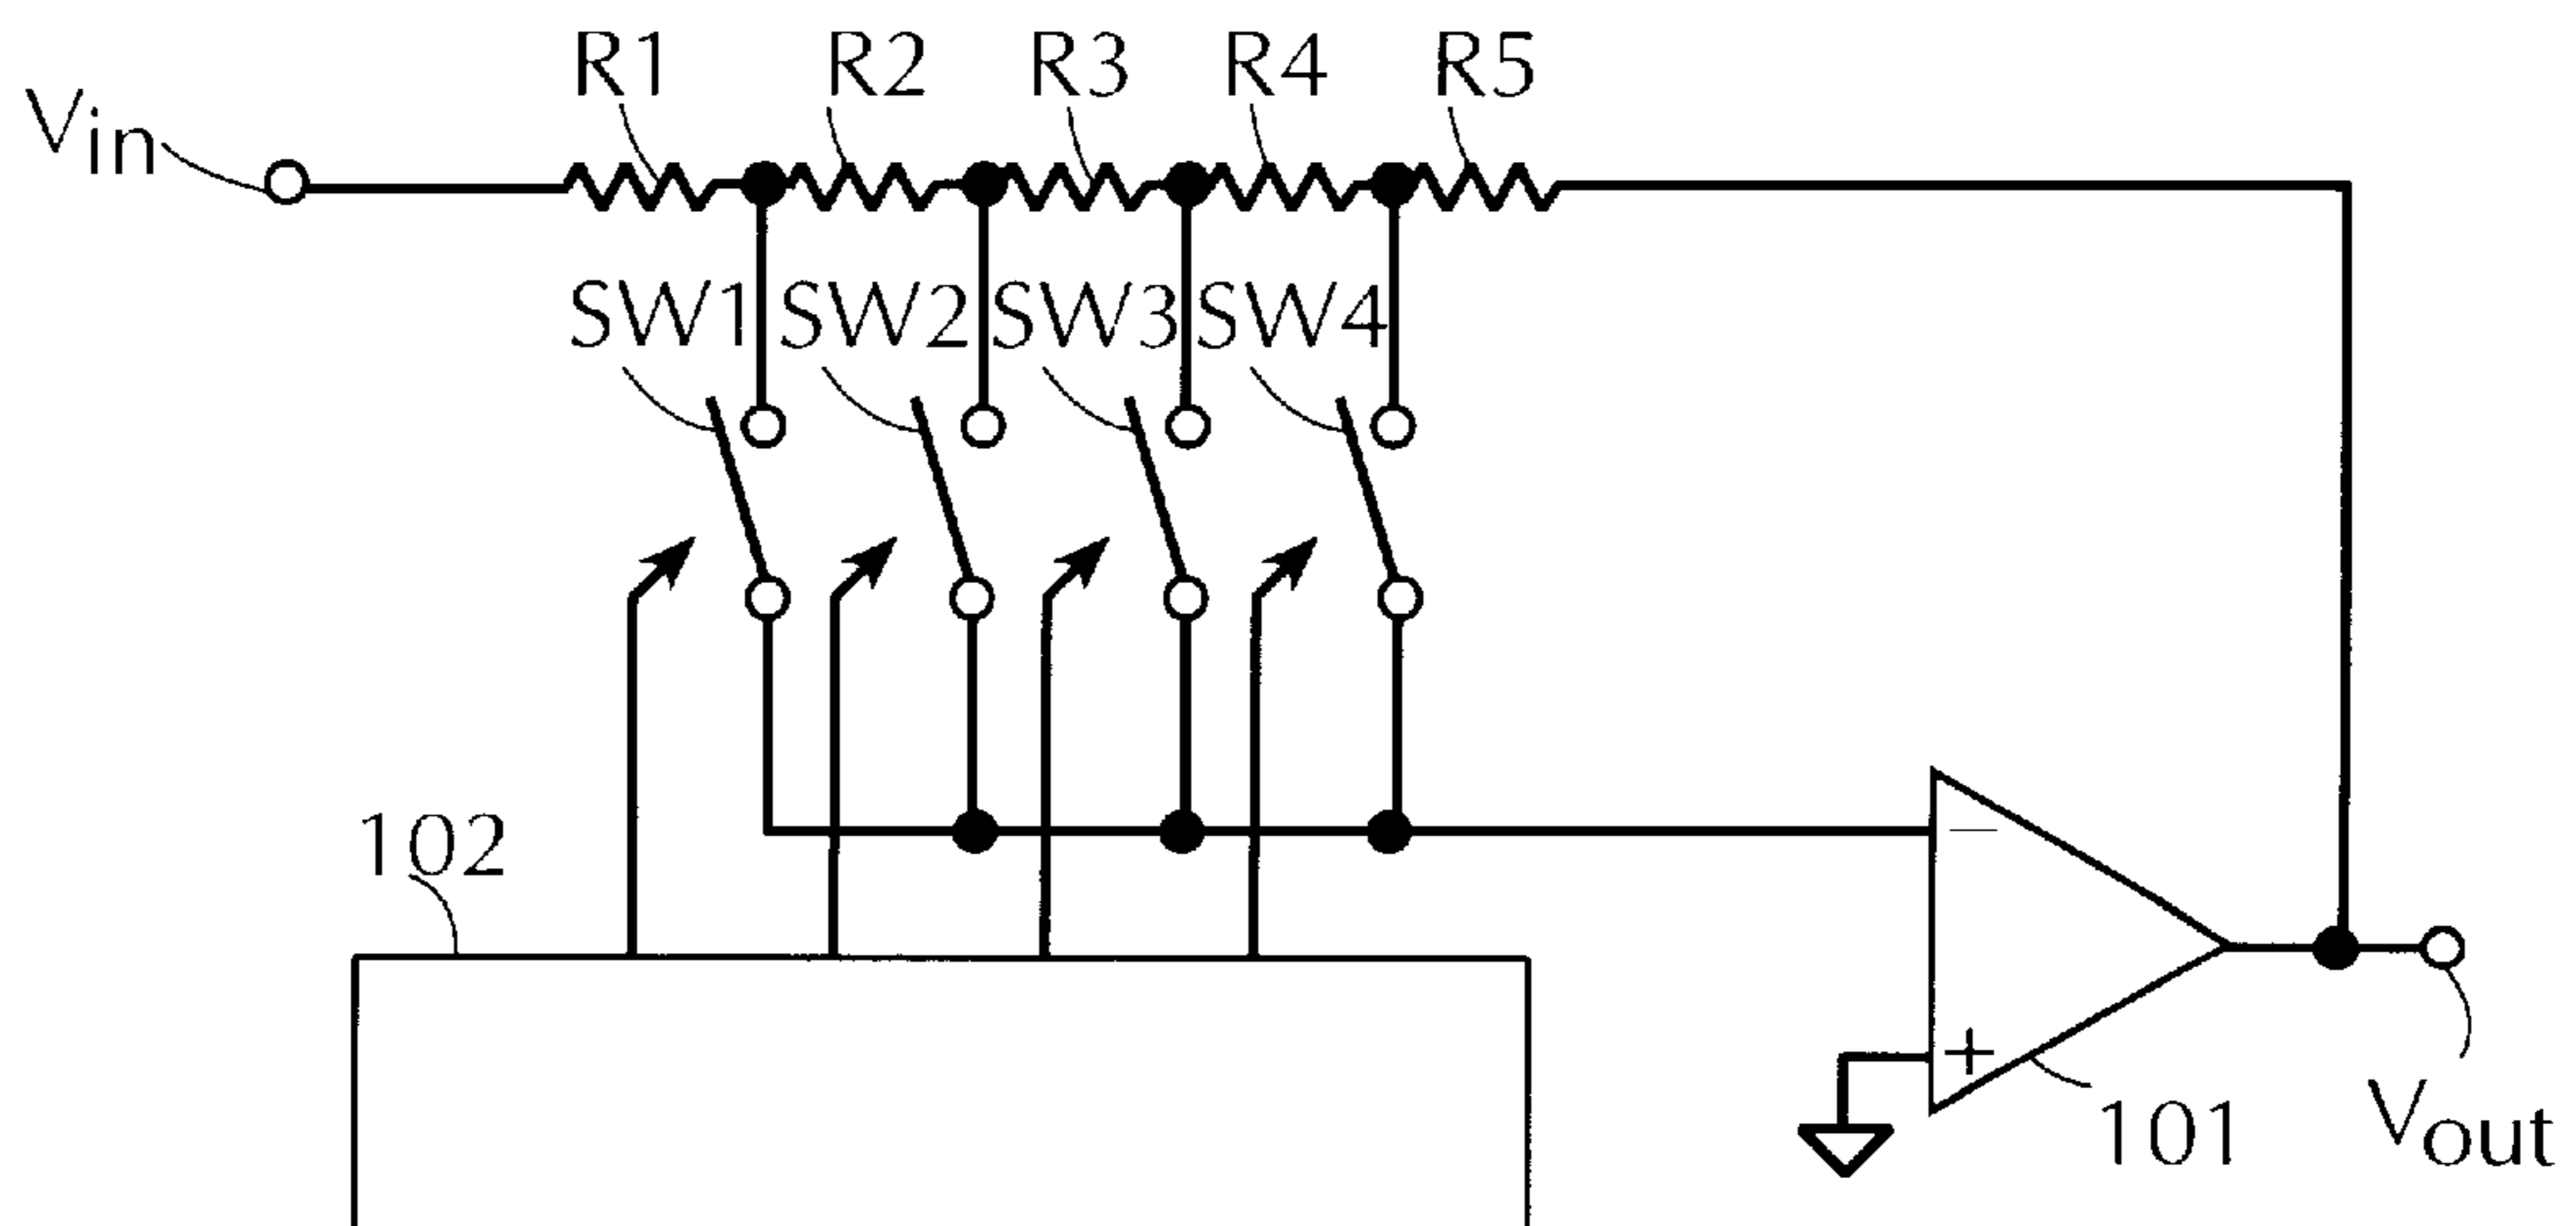 R1 R2 R3 R4 R5
Vin
SW1 SW2 SW3 SW4
102
−
+
101
Vout